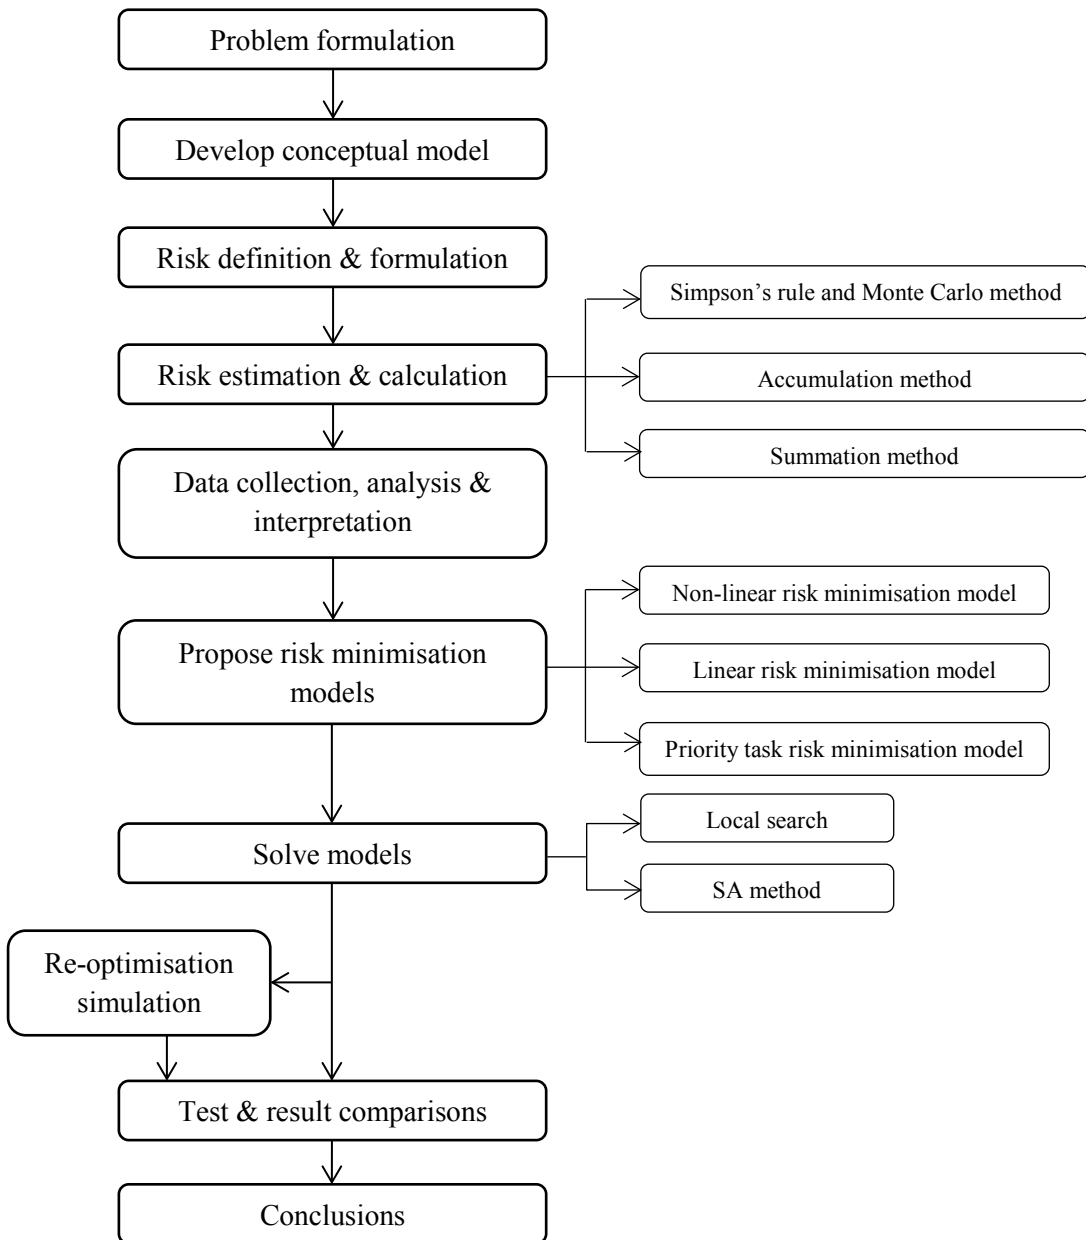 Problem formulation
Develop conceptual model
Risk definition & formulation
Risk estimation & calculation
Simpson’s rule and Monte Carlo method
Accumulation method
Summation method
Data collection, analysis &
interpretation
Propose risk minimisation
models
Non-linear risk minimisation model
Linear risk minimisation model
Priority task risk minimisation model
Solve models
Local search
SA method
Re-optimisation
simulation
Test & result comparisons
Conclusions